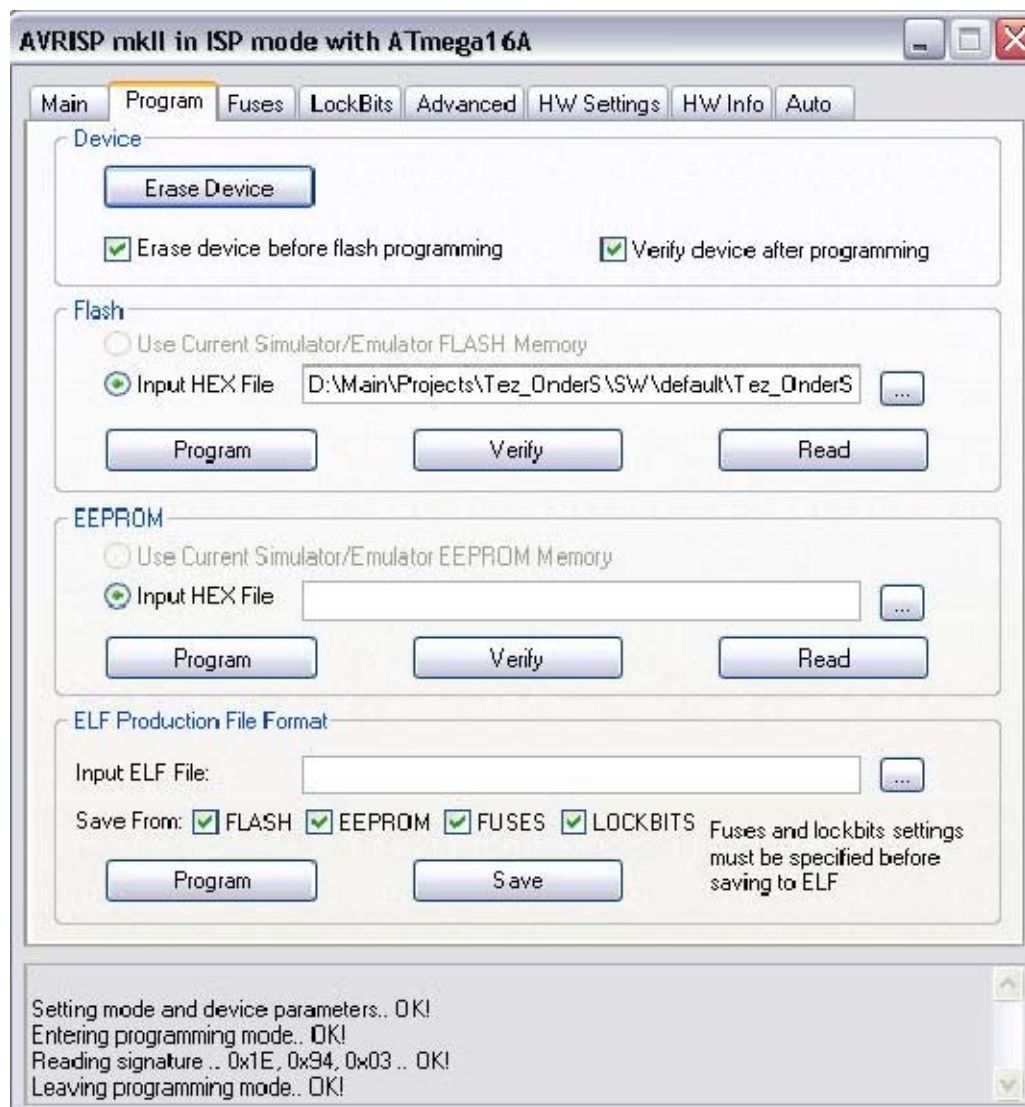 AVRISP mkII in ISP mode with ATmega16A
Main Program Fuses LockBits Advanced HW Settings HW Info Auto
Device
Erase Device
Erase device before flash programming Verify device after programming
Flash
Use Current Simulator/Emulator FLASH Memory
Input HEX File D:\Main\Projects\Tez_OnderS\SW\default\Tez_OnderS ...
Program Verify Read
EEPROM
Use Current Simulator/Emulator EEPROM Memory
Input HEX File ...
Program Verify Read
ELF Production File Format
Input ELF File: ...
Save From: FLASH EEPROM FUSES LOCKBITS
Fuses and lockbits settings
must be specified before
saving to ELF
Program Save
Setting mode and device parameters.. OK!
Entering programming mode.. OK!
Reading signature .. 0x1E, 0x94, 0x03 .. OK!
Leaving programming mode.. OK!